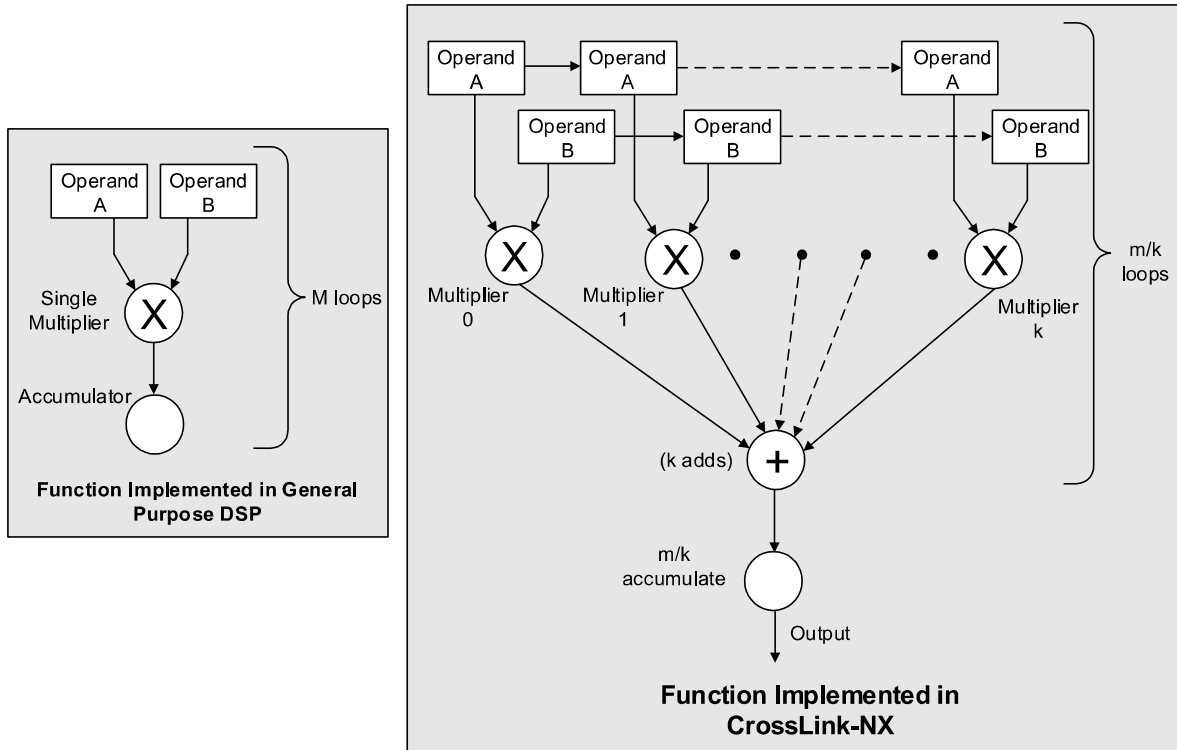 Operand
A
Operand
B
Single
Multiplier
X
M loops
Accumulator
Function Implemented in General
Purpose DSP
Operand
A
Operand
A
Operand
A
Operand
B
Operand
B
Operand
B
X
X
X
Multiplier
0
Multiplier
1
Multiplier
k
m/k
loops
(k adds)
+
m/k
accumulate
Output
Function Implemented in
CrossLink-NX